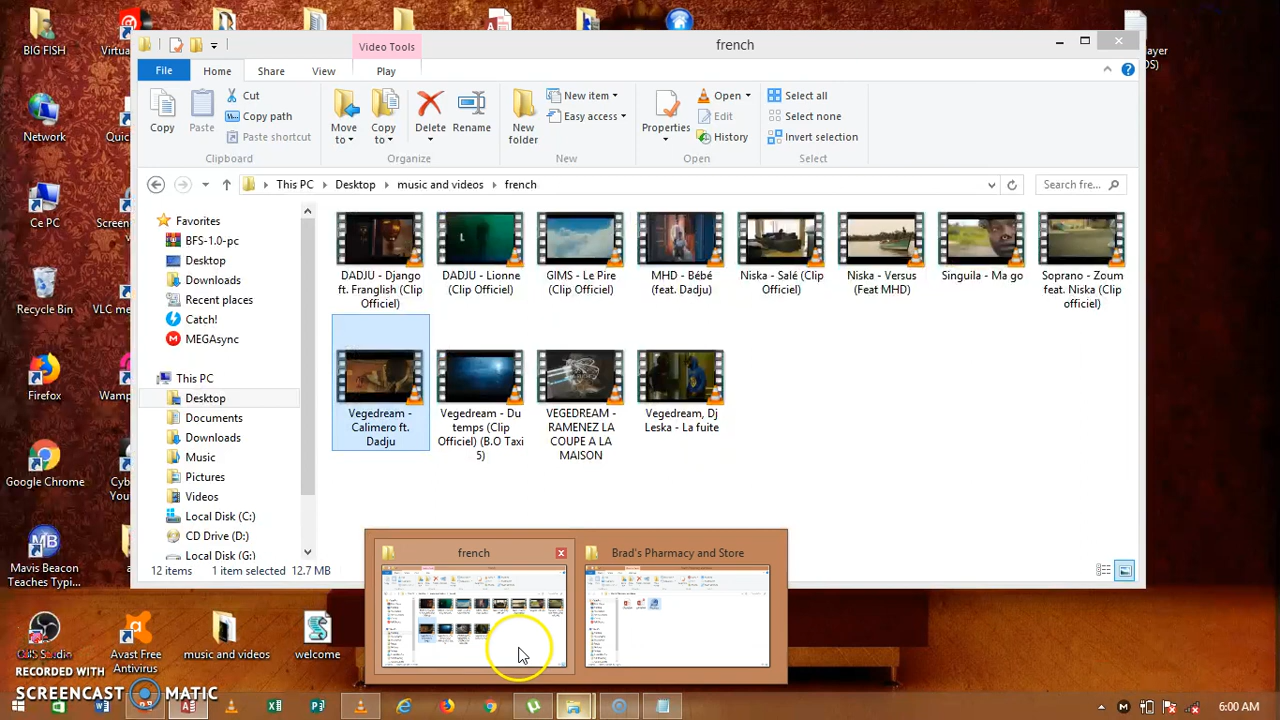 BIG FISH
Virtua
ayer
OS)
Video Tools
french
File
Home
Share
View
Play
Copy
Paste
Cut
Copy path
Paste shortcut
Clipboard
Move to
Copy to
Delete
Rename
Organize
New folder
New item
Easy access
New
Properties
Open
Edit
History
Open
Select all
Select none
Invert selection
Select
This PC
Desktop
music and videos
french
Search fre...
Network
Quic
Ce PC
Screen
Recycle Bin
VLC me
Firefox
Wamp
Google Chrome
Cyb
You
Mavis Beacon
Teaches Typi...
a
Favorites
BFS-1.0-pc
Desktop
Downloads
Recent places
Catch!
MEGAsync
This PC
Desktop
Documents
Downloads
Music
Pictures
Videos
Local Disk (C:)
CD Drive (D:)
Local Disk (G:)
DADJU - Django
ft. Franglish (Clip
Officiel)
DADJU - Lionne
(Clip Officiel)
GIMS - Le Pire
(Clip Officiel)
MHD - Bébé
(feat. Dadju)
Niska - Salé (Clip
Officiel)
Niska - Versus
(Feat MHD)
Singuila - Ma go
Soprano - Zoum
feat. Niska (Clip
officiel)
Vegedream -
Calimero ft.
Dadju
Vegedream - Du
temps (Clip
Officiel) (B.O Taxi
5)
VEGEDREAM -
RAMENEZ LA
COUPE A LA
MAISON
Vegedream, Dj
Leska - La fuite
12 items
1 item selected 12.7 MB
french
Brad's Pharmacy and Store
OBS Studio
Avast Free
Antivirus
music and videos
welcome
RECORDED WITH
SCREENCAST MATIC
6:00 AM